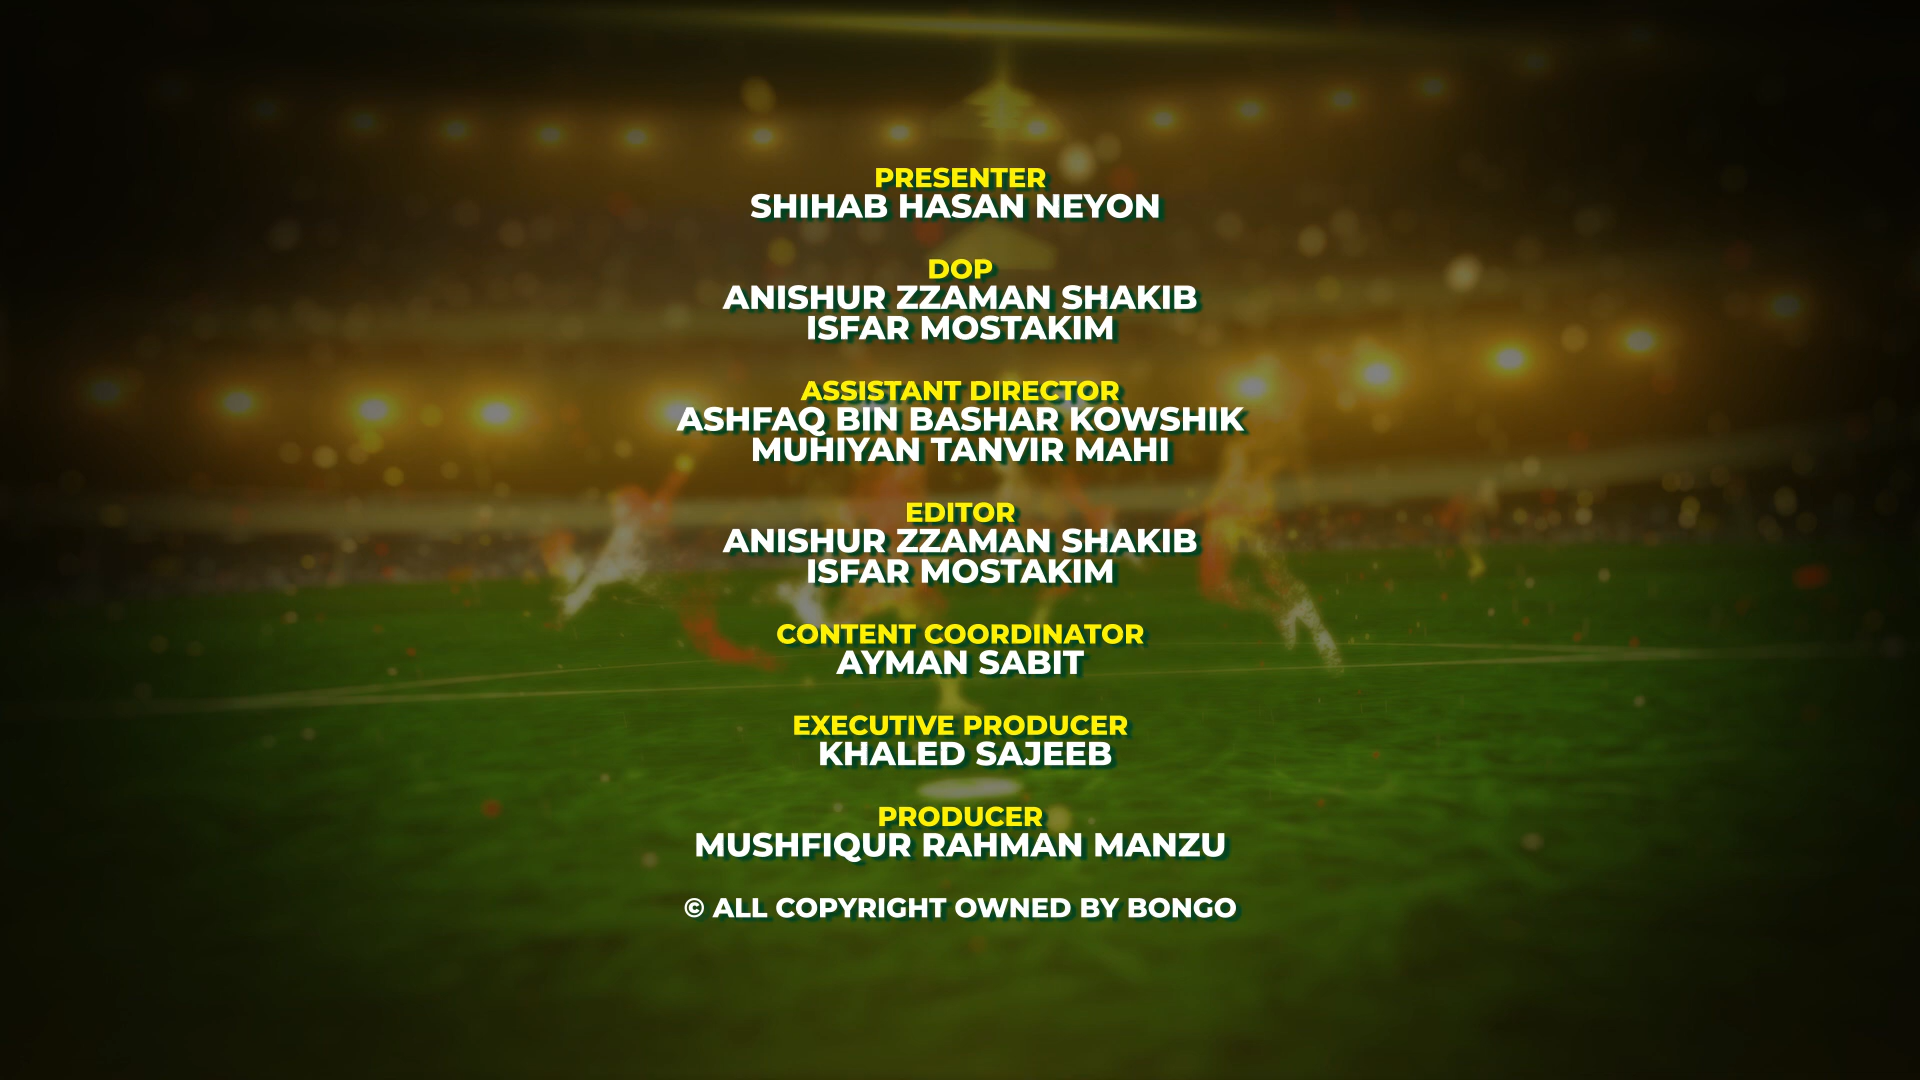 PRESENTER
SHIHAB HASAN NEYON
DOP
ANISHUR ZZAMAN SHAKIB
ISFAR MOSTAKIM
ASSISTANT DIRECTOR
ASHFAQ BIN BASHAR KOWSHIK
MUHIYAN TANVIR MAHI
EDITOR
ANISHUR ZZAMAN SHAKIB
ISFAR MOSTAKIM
CONTENT COORDINATOR
AYMAN SABIT
EXECUTIVE PRODUCER
KHALED SAJEEB
PRODUCER
MUSHFIQUR RAHMAN MANZU
© ALL COPYRIGHT OWNED BY BONGO